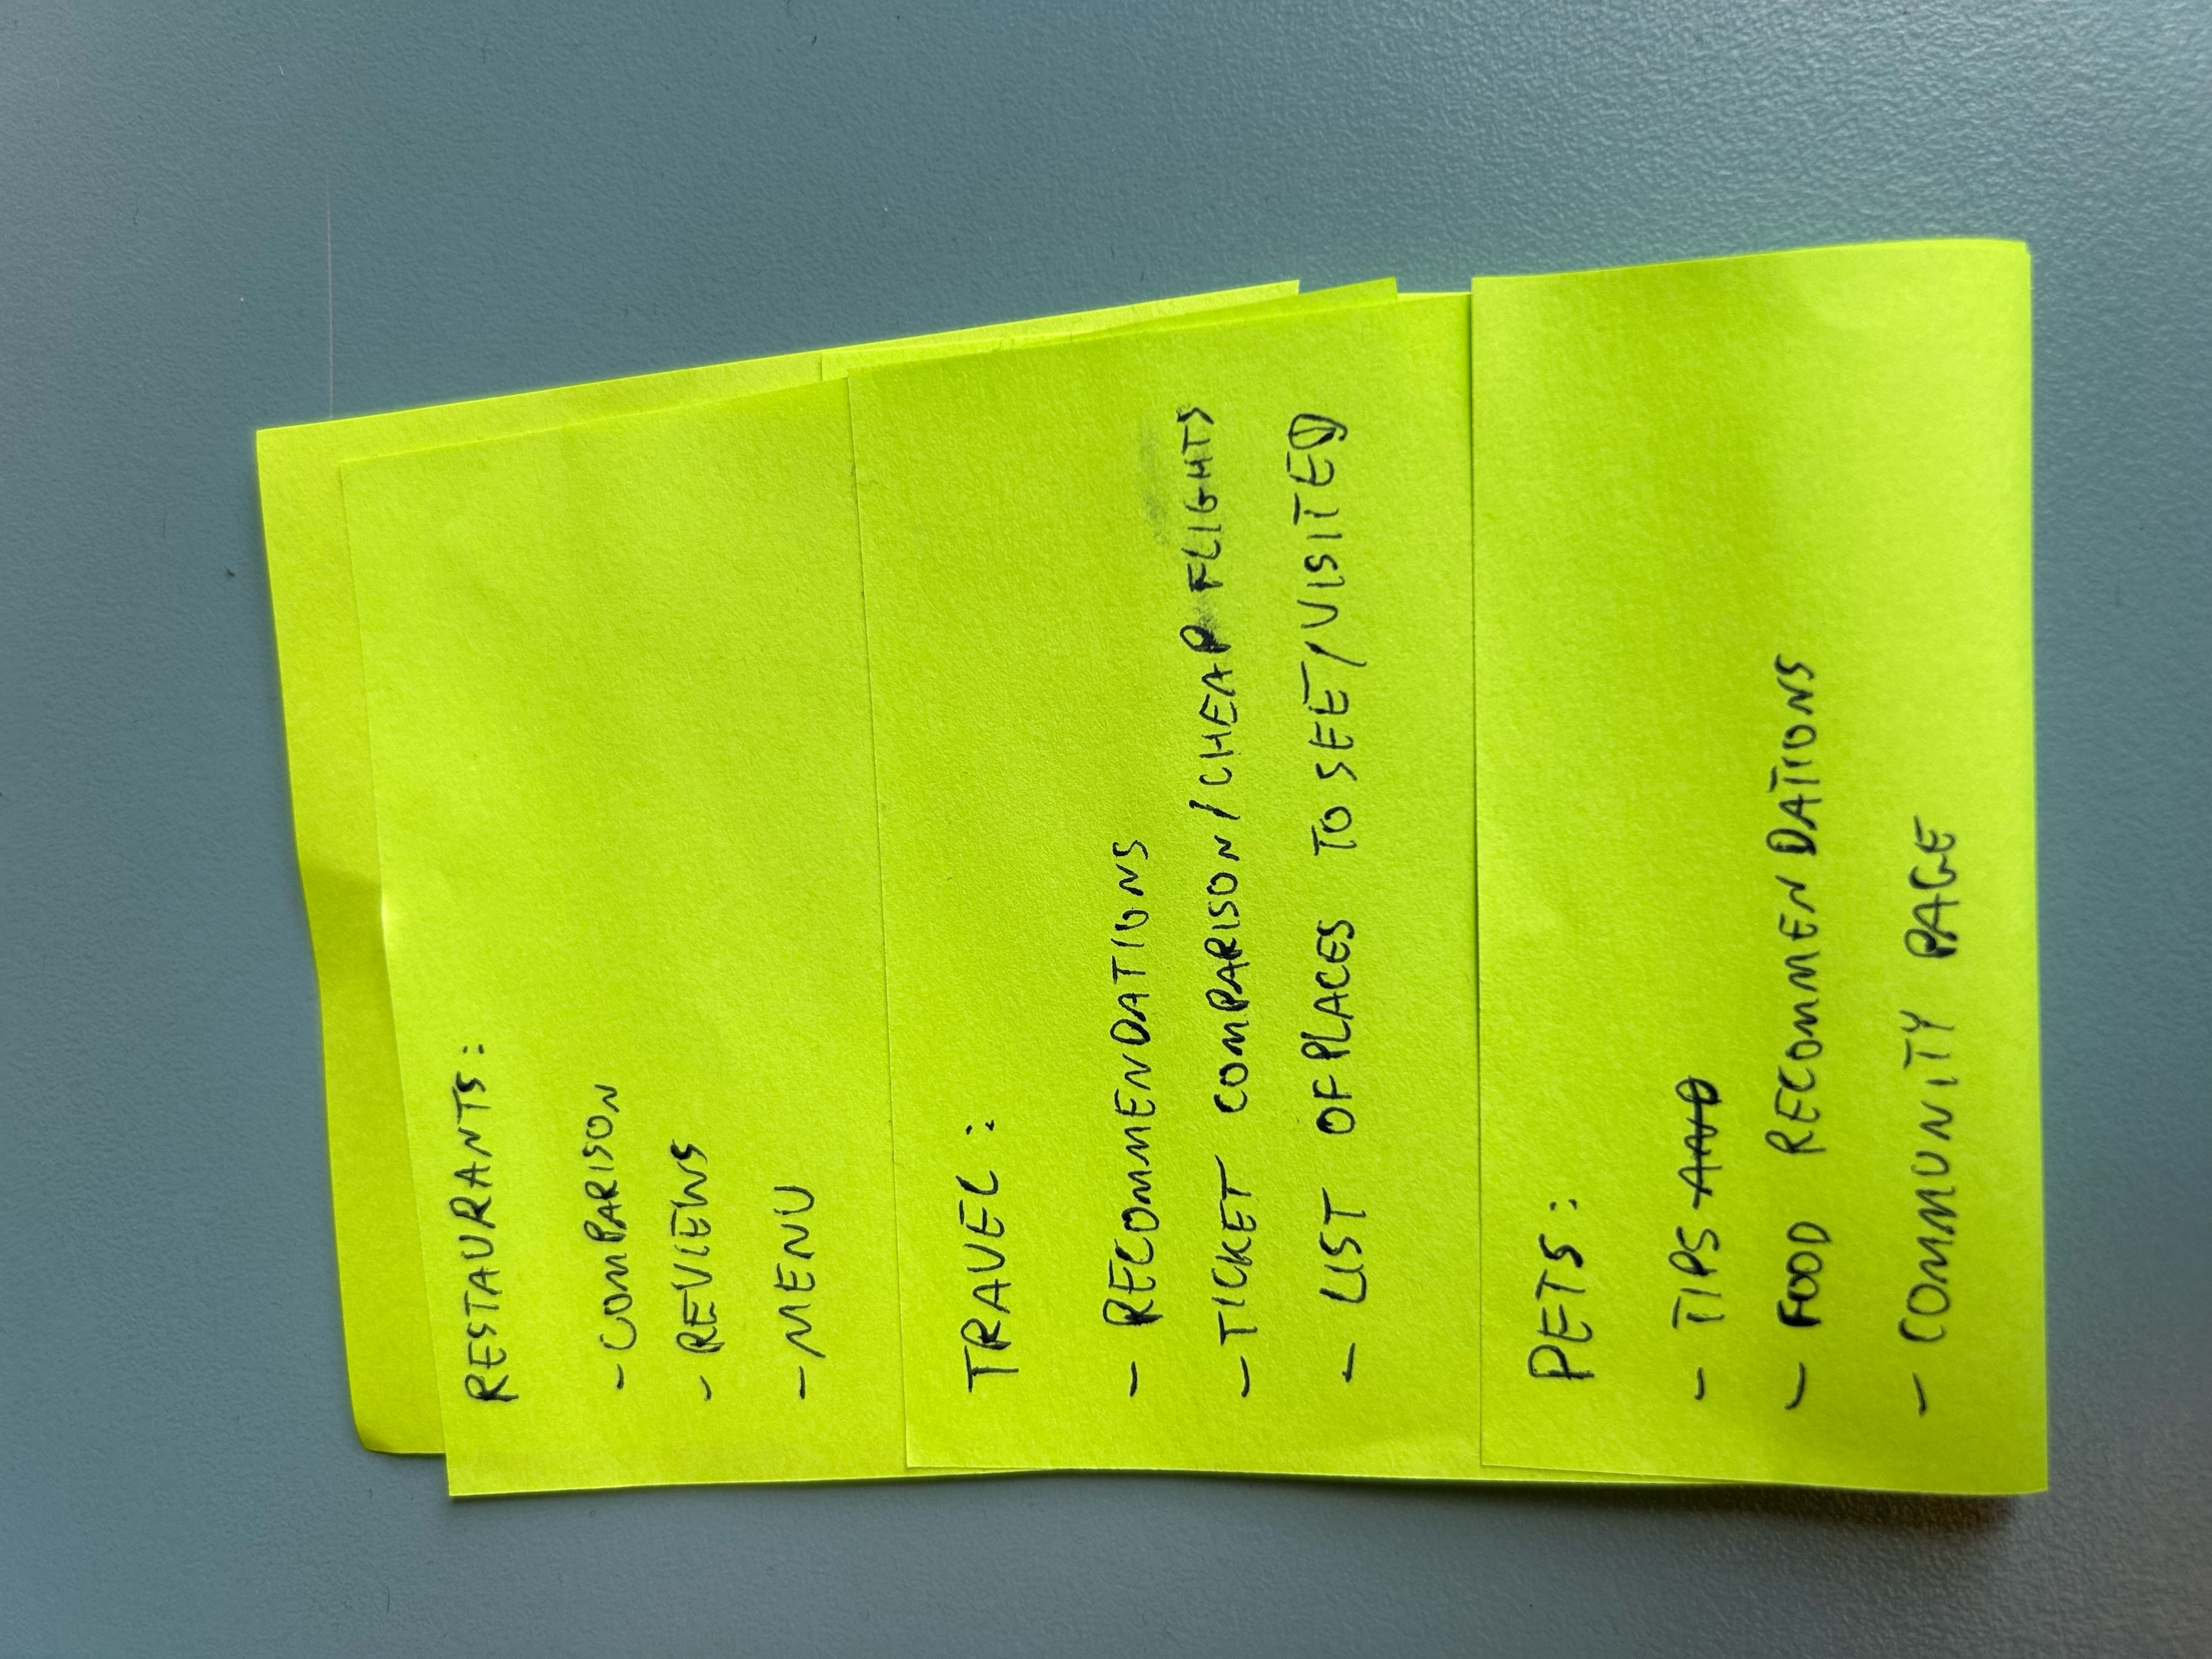 RESTAURANTS:
- COMPARISON
- REVIEWS
- MENU
TRAVEL:
- RECOMMENDATIONS
- TICKET COMPARISON/CHEAP FLIGHTS
- LIST OF PLACES TO SEE/VISITED
PETS:
- TIPS AND
- FOOD RECOMMENDATIONS
- COMMUNITY PAGE